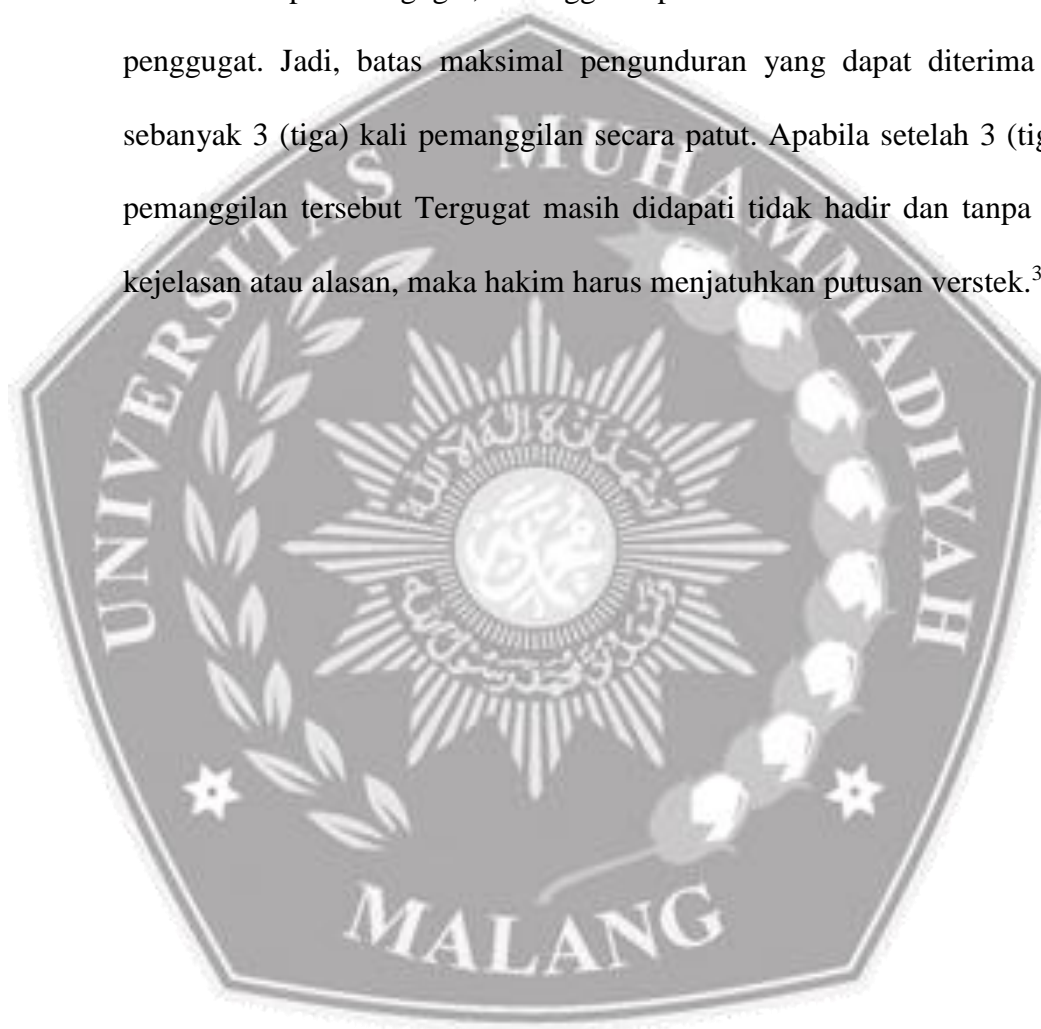 penggugat. Jadi, batas maksimal pengunduran yang dapat diterima
sebanyak 3 (tiga) kali pemanggilan secara patut. Apabila setelah 3 (tig
pemanggilan tersebut Tergugat masih didapati tidak hadir dan tanpa
kejelasan atau alasan, maka hakim harus menjatuhkan putusan verstek.3
UNIVERSITAS MUHAMMADIYAH
MALANG